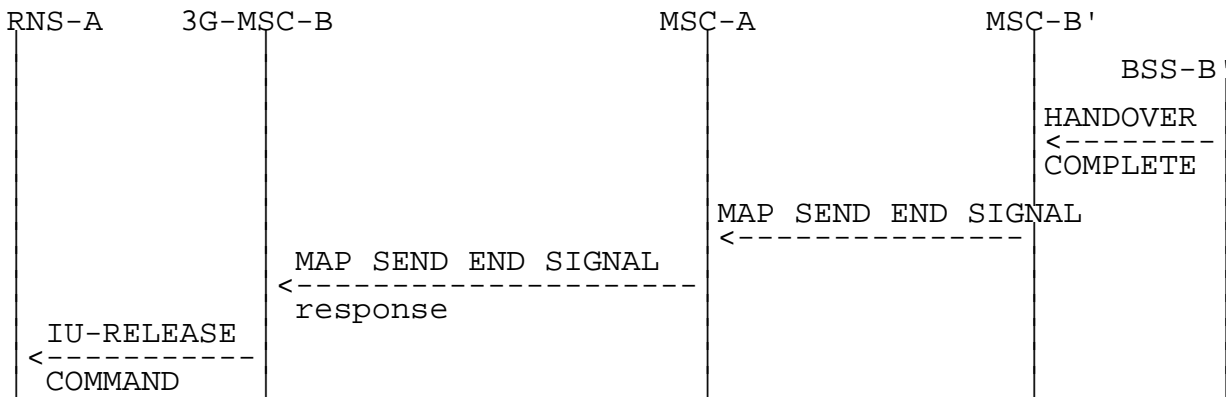 RNS-A 3G-MSC-B MSC-A MSC-B'
BSS-B'
HANDOVER
COMPLETE
MAP SEND END SIGNAL
MAP SEND END SIGNAL
response
IU-RELEASE
COMMAND